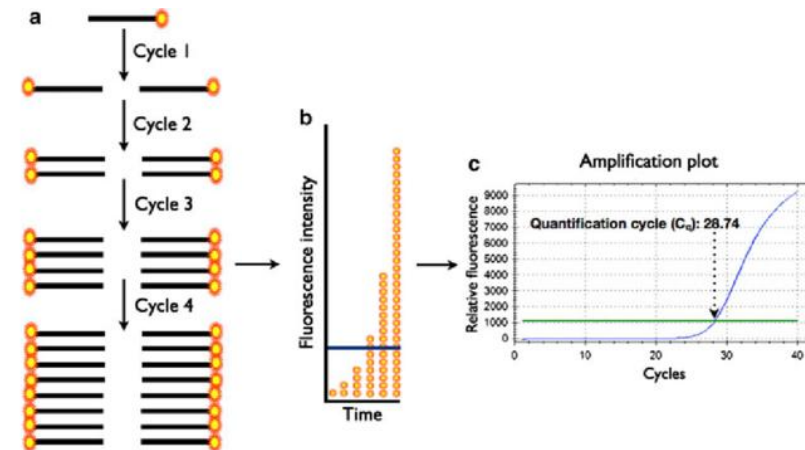 a
Cycle 1
Cycle 2
Cycle 3
Cycle 4
b
Fluorescence intensity
Time
c
Amplification plot
Relative fluorescence
9000
8000
7000
6000
5000
4000
3000
2000
1000
0
Quantification cycle (Cq): 28.74
0
10
20
30
40
Cycles